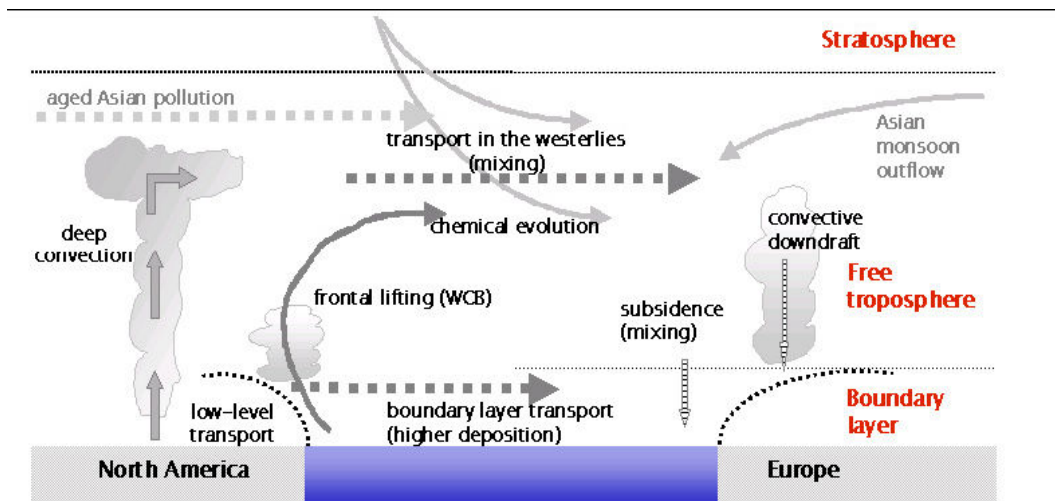 Stratosphere
aged Asian pollution
transport in the westerlies
(mixing)
Asian
monsoon
outflow
deep
convection
chemical evolution
convective
downdraft
frontal lifting (WCB)
subsidence
(mixing)
Free
troposphere
low-level
transport
boundary layer transport
(higher deposition)
Boundary
layer
North America
Europe